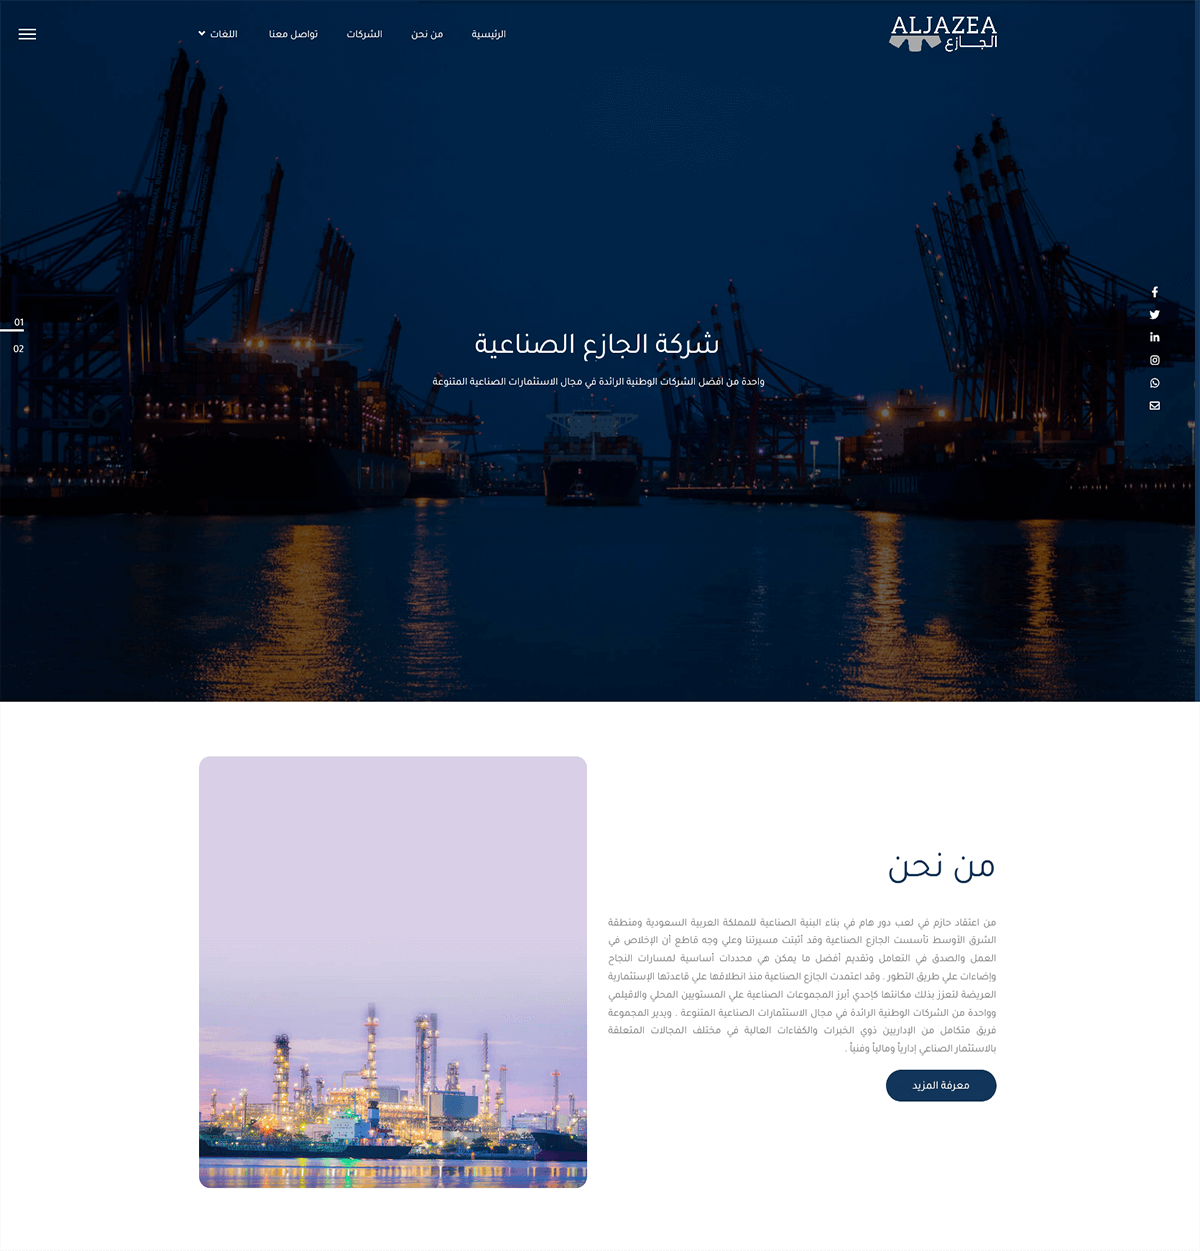 ALJAZEA
الجازع
الرئيسية
من نحن
الشركات
تواصل معنا
اللغات
01
02
شركة الجازع الصناعية
واحدة من افضل الشركات الوطنية الرائدة في مجال الاستثمارات الصناعية المتنوعة
من نحن
من اعتقاد حازم في لعب دور هام في بناء البنية الصناعية للمملكة العربية السعودية ومنطقة
الشرق الأوسط تأسست الجازع الصناعية وقد أثبتت مسيرتنا وعلي وجه قاطع أن الإخلاص في
العمل والصدق في التعامل وتقديم أفضل ما يمكن هي محددات أساسية لمسارات النجاح
وإضاءات علي طريق التطور . وقد اعتمدت الجازع الصناعية منذ انطلاقها علي قاعدتها الإستثمارية
العريضة لتعزز بذلك مكانتها كإحدي أبرز المجموعات الصناعية علي المستويين المحلي والاقيلمي
وواحدة من الشركات الوطنية الرائدة في مجال الاستثمارات الصناعية المتنوعة . ويدير المجموعة
فريق متكامل من الإداريين ذوي الخبرات والكفاءات العالية في مختلف المجالات المتعلقة
بالاستثمار الصناعي إدارياً ومالياً وفنياً .
معرفة المزيد